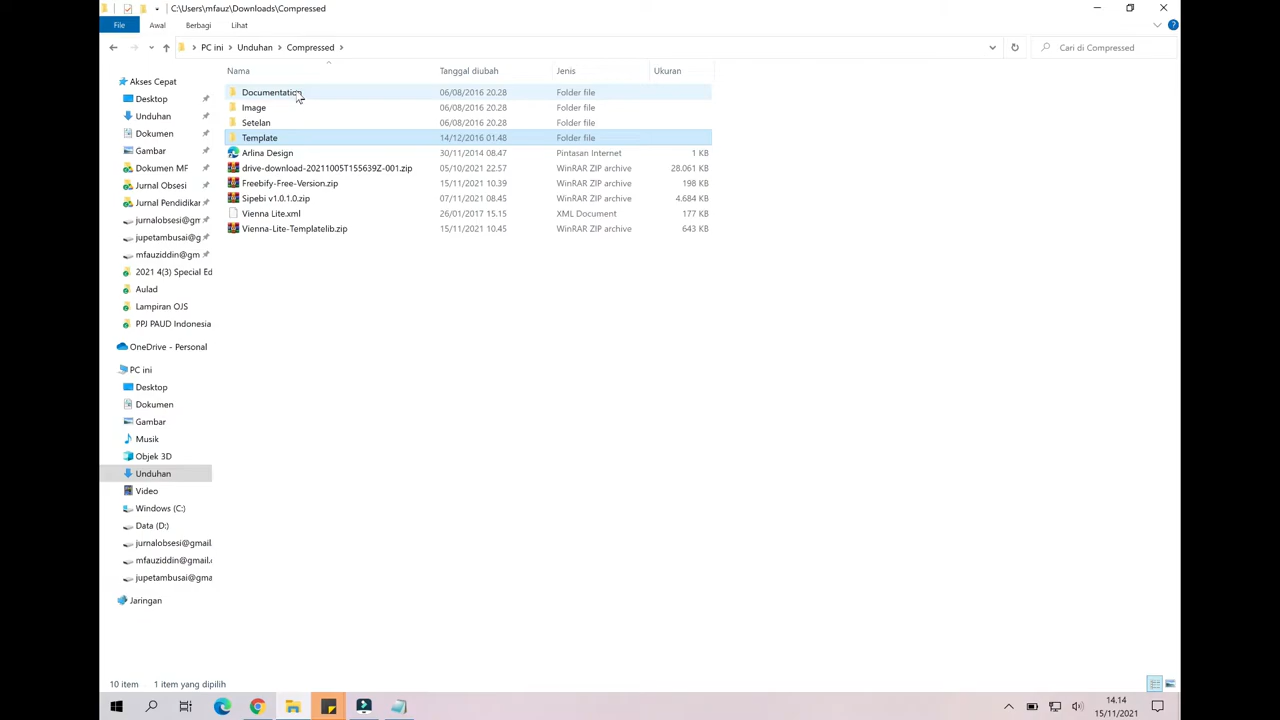 C:\Users\mfauz\Downloads\Compressed
File Awal Berbagi Lihat
PC ini Unduhan Compressed
Cari di Compressed
Nama Tanggal diubah Jenis Ukuran
Akses Cepat
Desktop
Unduhan
Dokumen
Gambar
Dokumen MF
Jurnal Obsesi
Jurnal Pendidikan
jurnalobsesi@gm
jupetambusai@g
mfauziddin@gm
2021 4(3) Special Ed
Aulad
Lampiran OJS
PPJ PAUD Indonesia
OneDrive - Personal
PC ini
Desktop
Dokumen
Gambar
Musik
Objek 3D
Unduhan
Video
Windows (C:)
Data (D:)
jurnalobsesi@gmail.
mfauziddin@gmail.c
jupetambusai@gma
Jaringan
Documentation 06/08/2016 20.28 Folder file
Image 06/08/2016 20.28 Folder file
Setelan 06/08/2016 20.28 Folder file
Template 14/12/2016 01.48 Folder file
Arlina Design 30/11/2014 08.47 Pintasan Internet 1 KB
drive-download-20211005T155639Z-001.zip 05/10/2021 22.57 WinRAR ZIP archive 28.061 KB
Freebify-Free-Version.zip 15/11/2021 10.39 WinRAR ZIP archive 198 KB
Sipebi v1.0.1.0.zip 07/11/2021 08.45 WinRAR ZIP archive 4.684 KB
Vienna Lite.xml 26/01/2017 15.15 XML Document 177 KB
Vienna-Lite-Templatelib.zip 15/11/2021 10.45 WinRAR ZIP archive 643 KB
10 item 1 item yang dipilih
14.14
15/11/2021